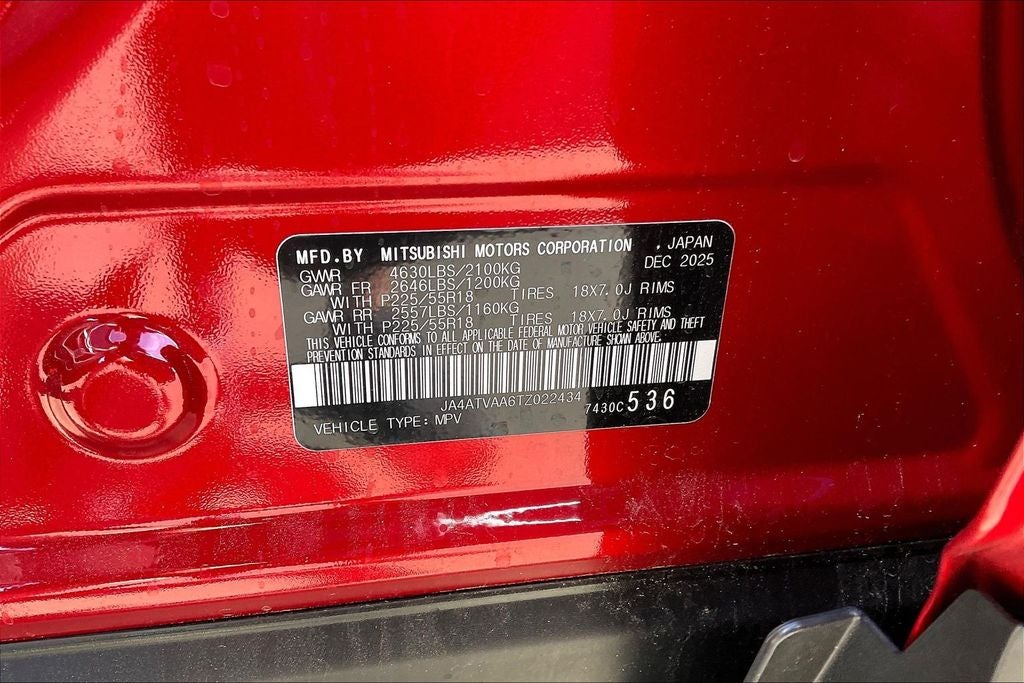 MFD.BY MITSUBISHI MOTORS CORPORATION . JAPAN
GVWR 4630LBS/2100KG DEC 2025
GAWR FR 2646LBS/1200KG
WITH P225/55R18 TIRES 18X7.0J RIMS
GAWR RR 2557LBS/1160KG
WITH P225/55R18 TIRES 18X7.0J RIMS
THIS VEHICLE CONFORMS TO ALL APPLICABLE FEDERAL MOTOR VEHICLE SAFETY AND THEFT
PREVENTION STANDARDS IN EFFECT ON THE DATE OF MANUFACTURE SHOWN ABOVE.
JA4ATVAA6TZ022434 7430C536
VEHICLE TYPE: MPV